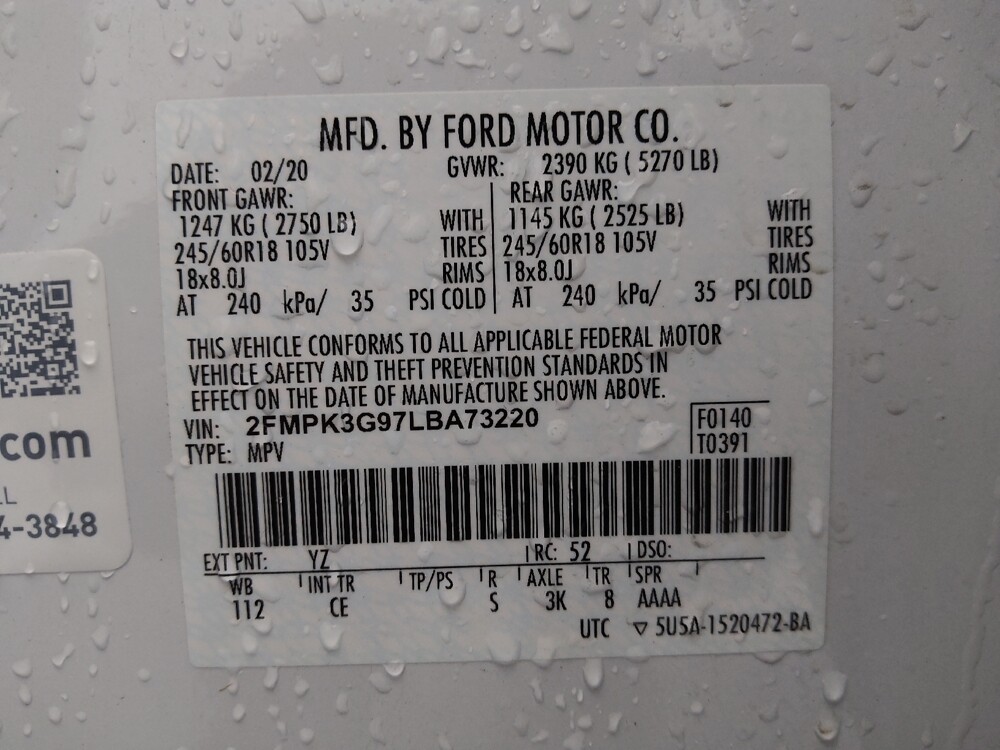 MFD. BY FORD MOTOR CO.
DATE: 02/20 GVWR: 2390 KG ( 5270 LB)
FRONT GAWR: REAR GAWR:
1247 KG ( 2750 LB) WITH 1145 KG ( 2525 LB) WITH
245/60R18 105V TIRES 245/60R18 105V TIRES
18x8.0J RIMS 18x8.0J RIMS
AT 240 kPa/ 35 PSI COLD AT 240 kPa/ 35 PSI COLD
THIS VEHICLE CONFORMS TO ALL APPLICABLE FEDERAL MOTOR
VEHICLE SAFETY AND THEFT PREVENTION STANDARDS IN
EFFECT ON THE DATE OF MANUFACTURE SHOWN ABOVE.
VIN: 2FMPK3G97LBA73220 F0140
TYPE: MPV T0391
EXT PNT: YZ RC: 52 DSO:
WB INT TR TP/PS R AXLE TR SPR
112 CE S 3K 8 AAAA
UTC ▽ 5U5A-1520472-BA
com
LL
4-3848